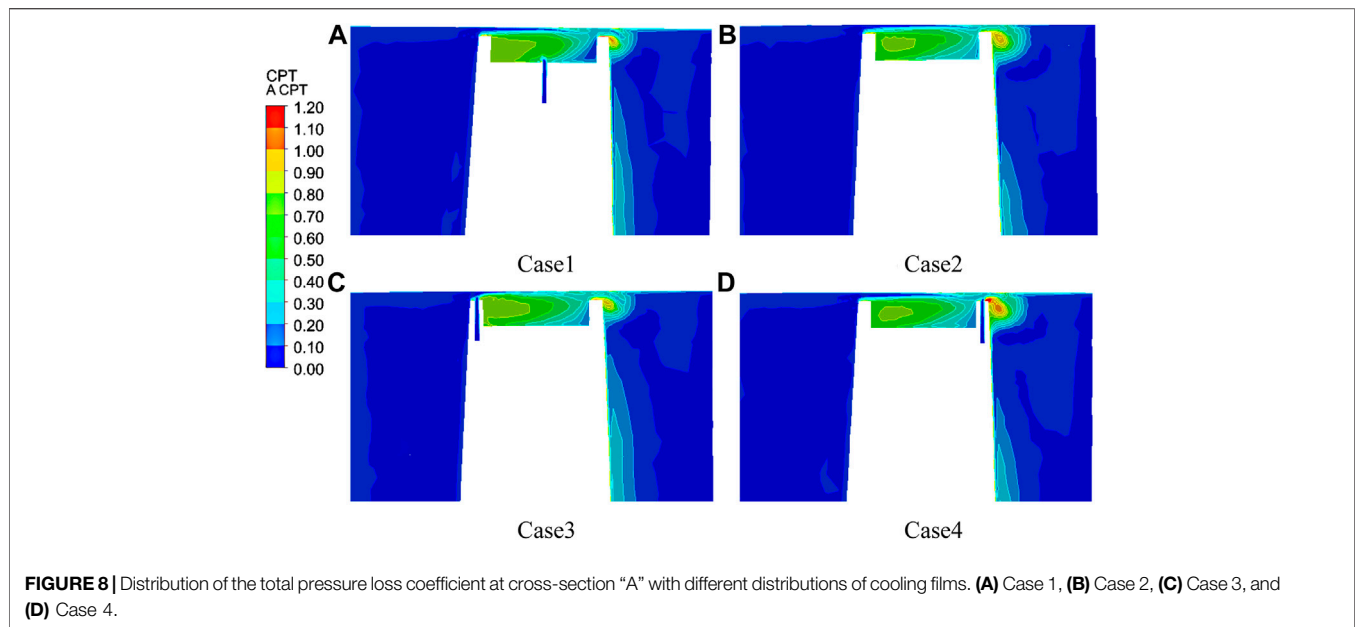 A
B
CPT
A CPT
1.20
1.10
1.00
0.90
0.80
0.70
0.60
0.50
0.40
0.30
0.20
0.10
0.00
Case1
Case2
C
D
Case3
Case4
FIGURE 8 | Distribution of the total pressure loss coefficient at cross-section “A” with different distributions of cooling films. (A) Case 1, (B) Case 2, (C) Case 3, and
(D) Case 4.